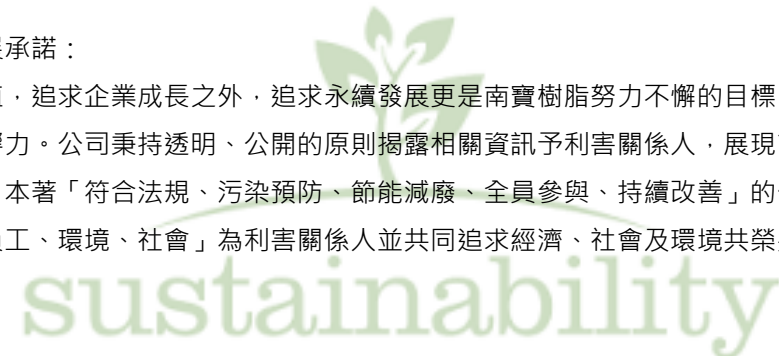 承諾：
，追求企業成長之外，追求永續發展更是南寶樹脂努力不懈的目標
力。公司秉持透明、公開的原則揭露相關資訊予利害關係人，展現
本著「符合法規、污染預防、節能減廢、全員參與、持續改善」的
工、環境、社會」為利害關係人並共同追求經濟、社會及環境共榮
sustainability